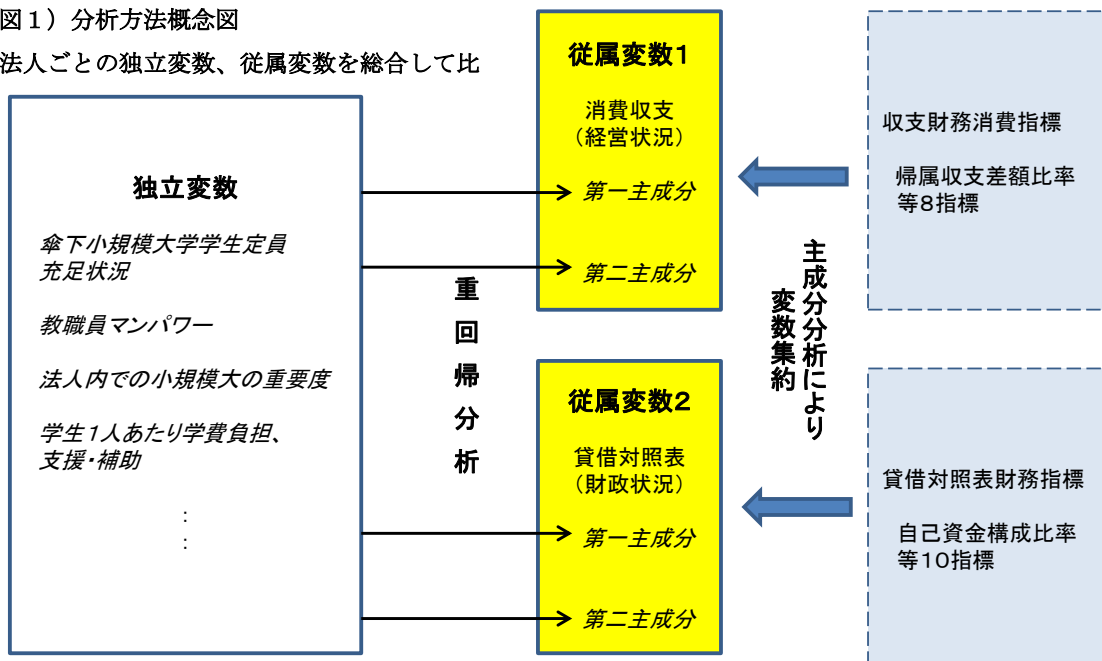 図1）分析方法概念図
法人ごとの独立変数、従属変数を総合して比
独立変数
傘下小規模大学学生定員
充足状況
教職員マンパワー
法人内での小規模大の重要度
学生1人あたり学費負担、
支援・補助
：
：
重回帰分析
従属変数1
消費収支
（経営状況）
第一主成分
第二主成分
従属変数2
貸借対照表
（財政状況）
第一主成分
第二主成分
主成分分析により
変数集約
収支財務消費指標
帰属収支差額比率
等8指標
貸借対照表財務指標
自己資金構成比率
等10指標